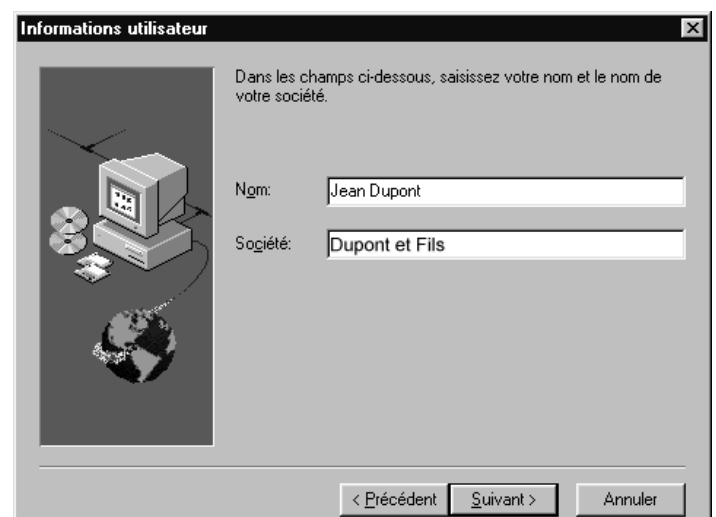 Informations utilisateur
Dans les champs ci-dessous, saisissez votre nom et le nom de
votre société.
Nom:
Jean Dupont
Société:
Dupont et Fils
< Précédent
Suivant >
Annuler